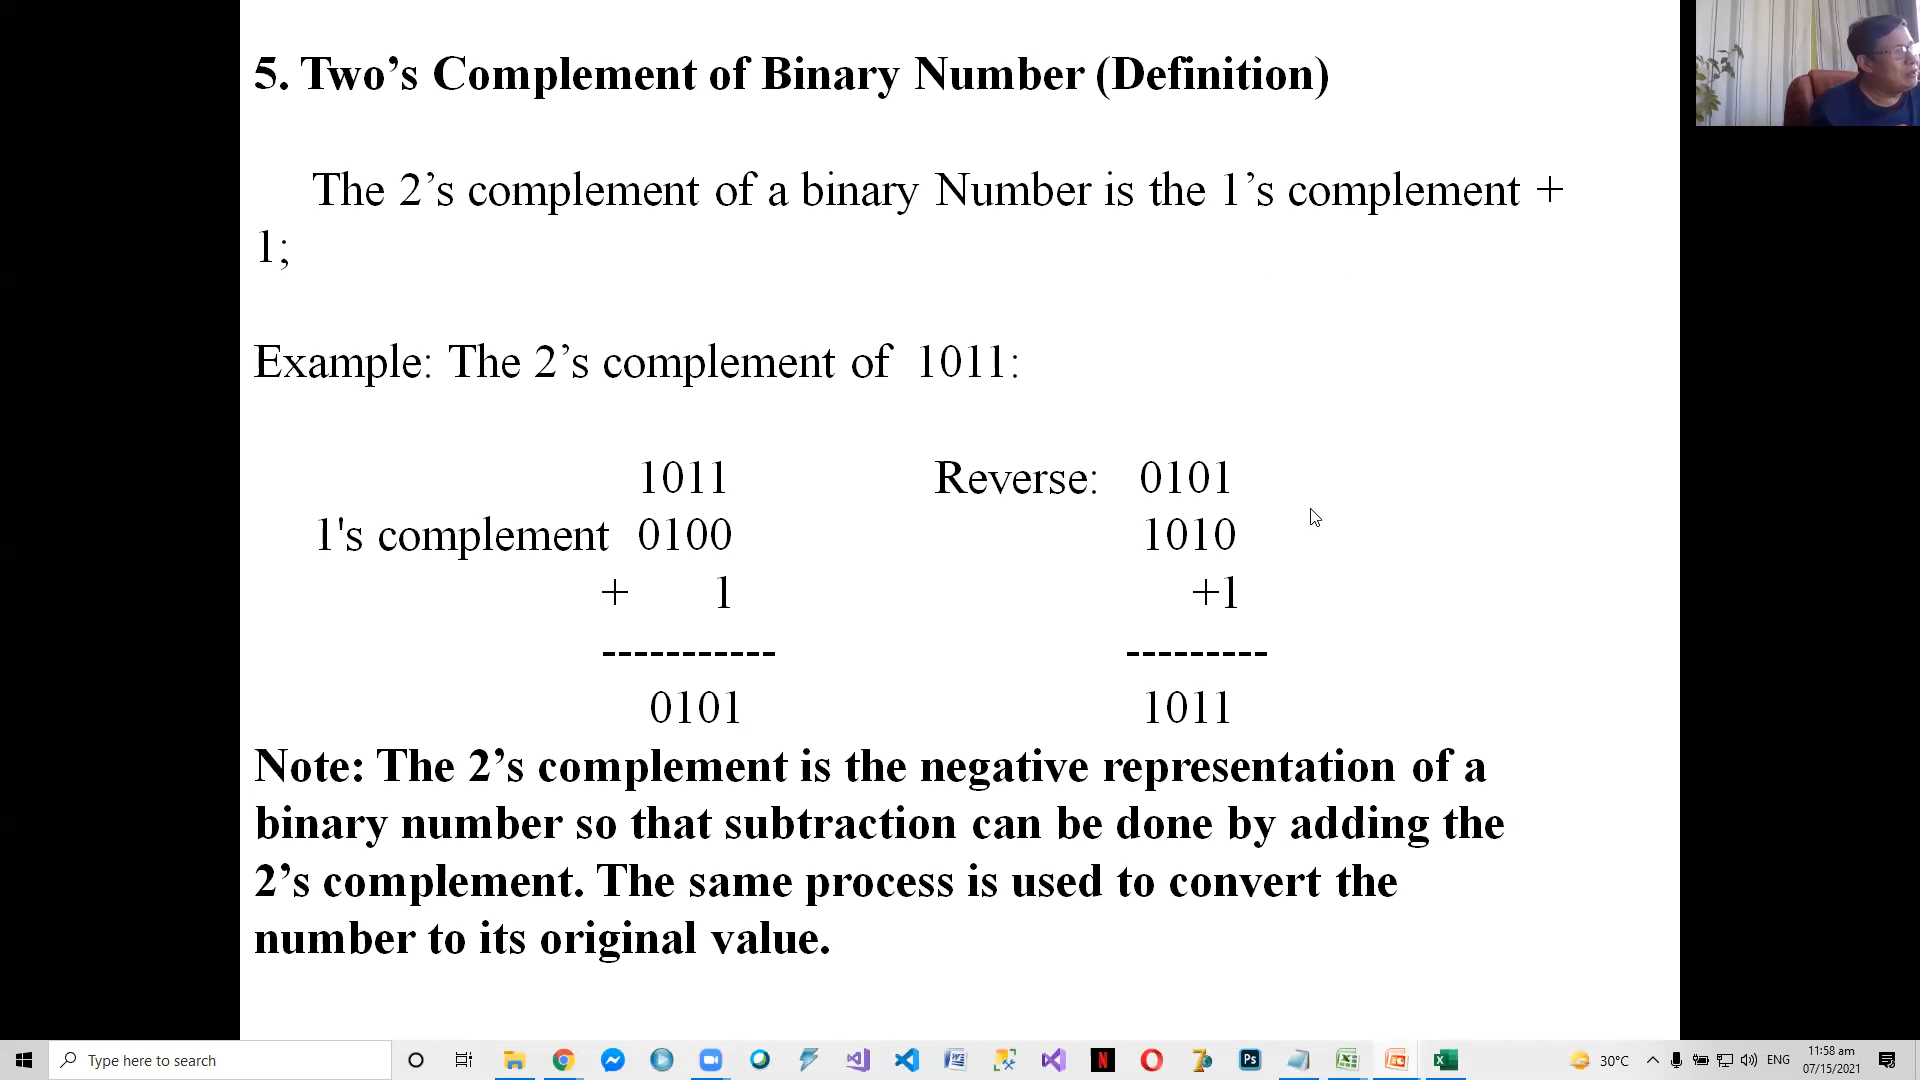 5. Two’s Complement of Binary Number (Definition)
The 2’s complement of a binary Number is the 1’s complement +
1;
Example: The 2’s complement of 1011:
1011 Reverse: 0101
1's complement 0100 1010
+ 1 +1
----------- ---------
0101 1011
Note: The 2’s complement is the negative representation of a
binary number so that subtraction can be done by adding the
2’s complement. The same process is used to convert the
number to its original value.
Type here to search
30°C
ENG
11:58 am
07/15/2021